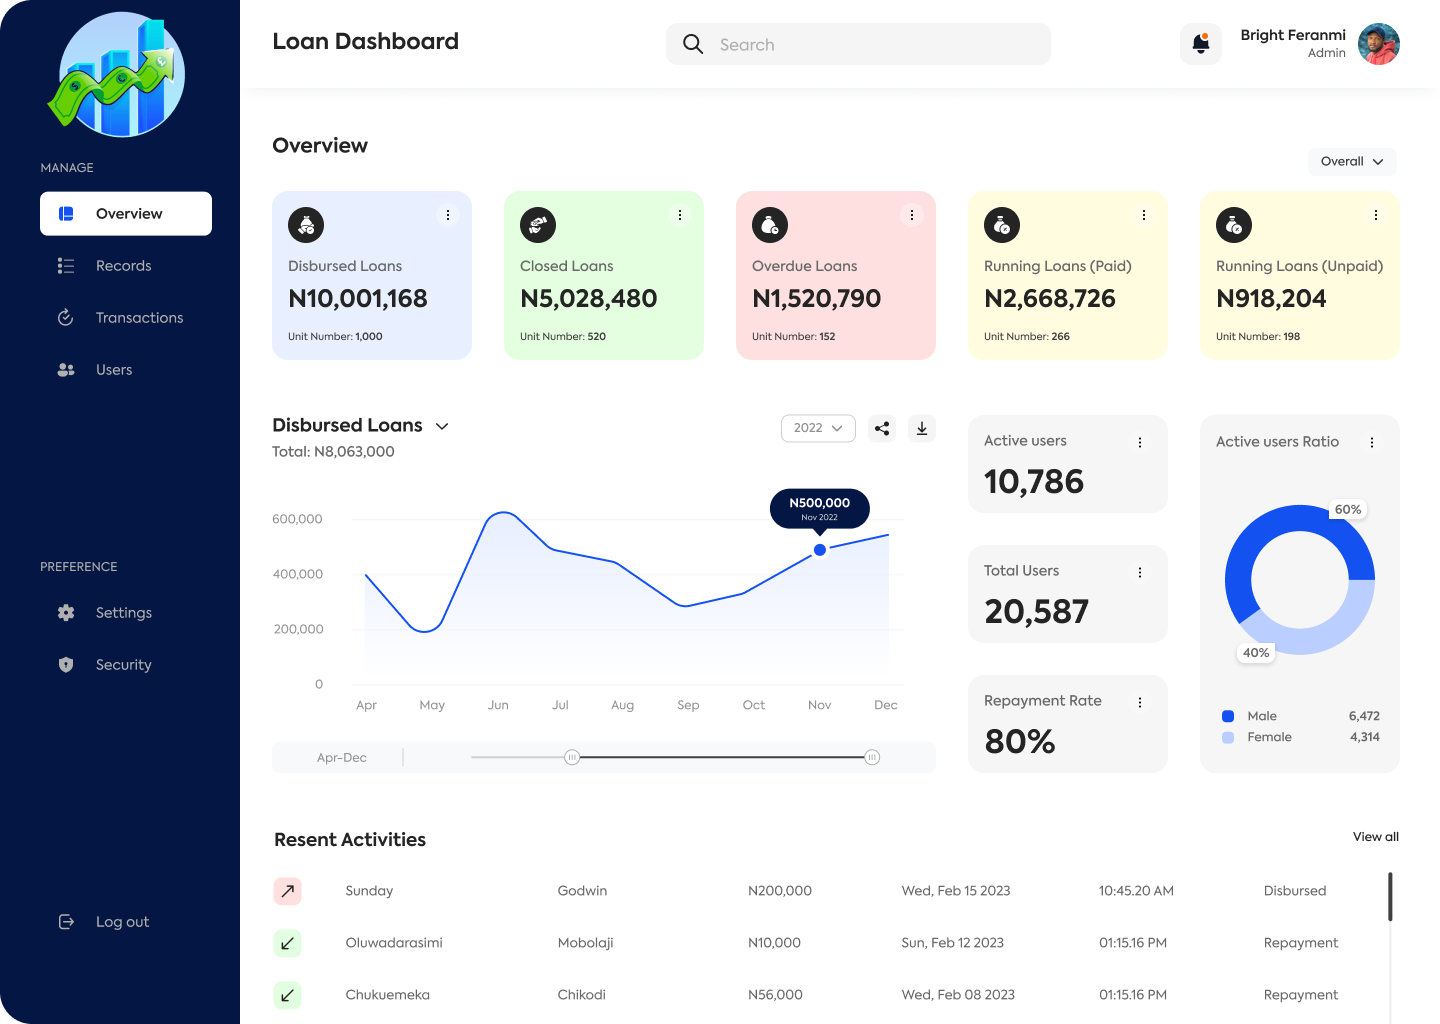 Loan Dashboard
Search
Bright Feranmi
Admin
MANAGE
Overview
Records
Transactions
Users
PREFERENCE
Settings
Security
Log out
Overview
Overall
Disbursed Loans
N10,001,168
Unit Number: 1,000
Closed Loans
N5,028,480
Unit Number: 520
Overdue Loans
N1,520,790
Unit Number: 152
Running Loans (Paid)
N2,668,726
Unit Number: 266
Running Loans (Unpaid)
N918,204
Unit Number: 198
Disbursed Loans
Total: N8,063,000
2022
N500,000
Nov 2022
600,000
400,000
200,000
0
Apr May Jun Jul Aug Sep Oct Nov Dec
Apr-Dec
Active users
10,786
Total Users
20,587
Repayment Rate
80%
Active users Ratio
60%
40%
Male 6,472
Female 4,314
Resent Activities
View all
Sunday Godwin N200,000 Wed, Feb 15 2023 10:45.20 AM Disbursed
Oluwadarasimi Mobolaji N10,000 Sun, Feb 12 2023 01:15.16 PM Repayment
Chukuemeka Chikodi N56,000 Wed, Feb 08 2023 01:15.16 PM Repayment